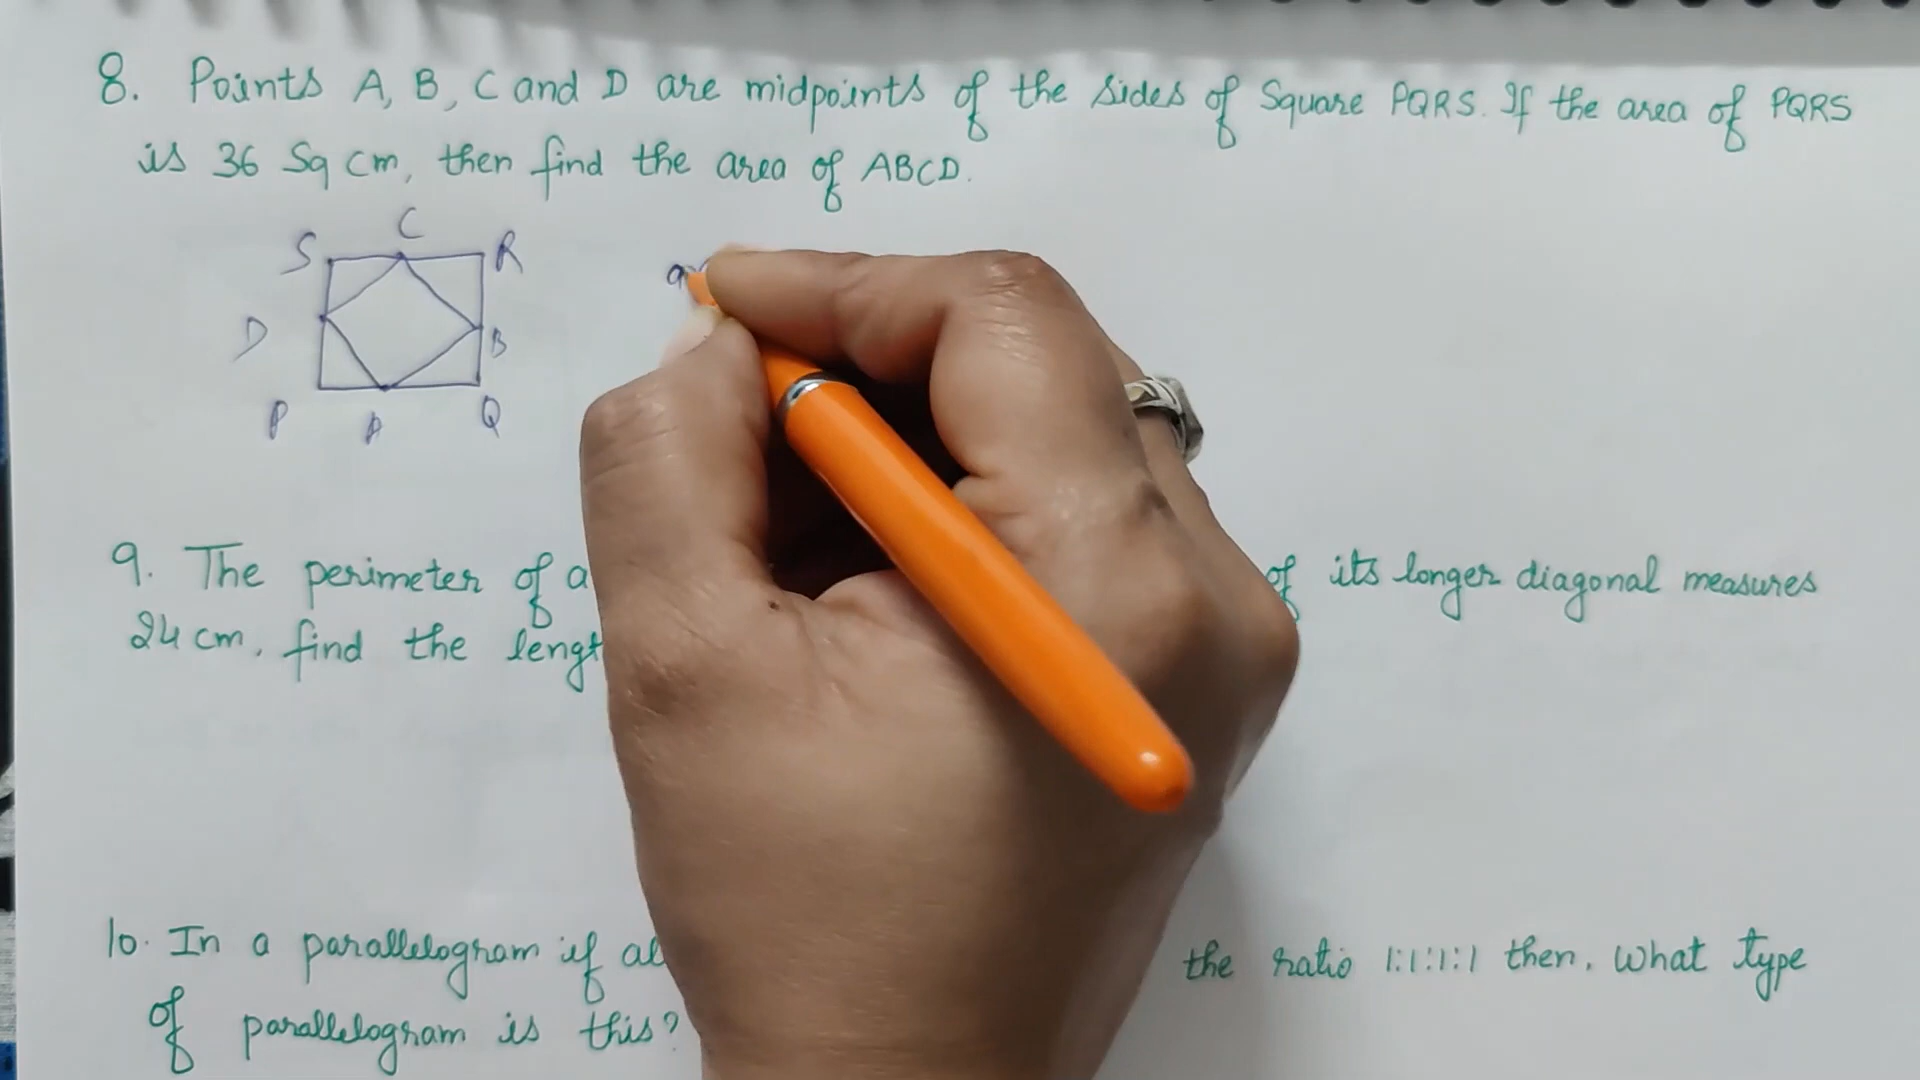 8. Points A, B, C and D are midpoints of the sides of Square PQRS. If the area of PQRS
is 36 Sq cm, then find the area of ABCD.
C
S R
D B
P A Q
9. The perimeter of a of its longer diagonal measures
24 cm, find the
10. In a parallelogram if the ratio 1:1:1:1 then, what type
of parallelogram is this?